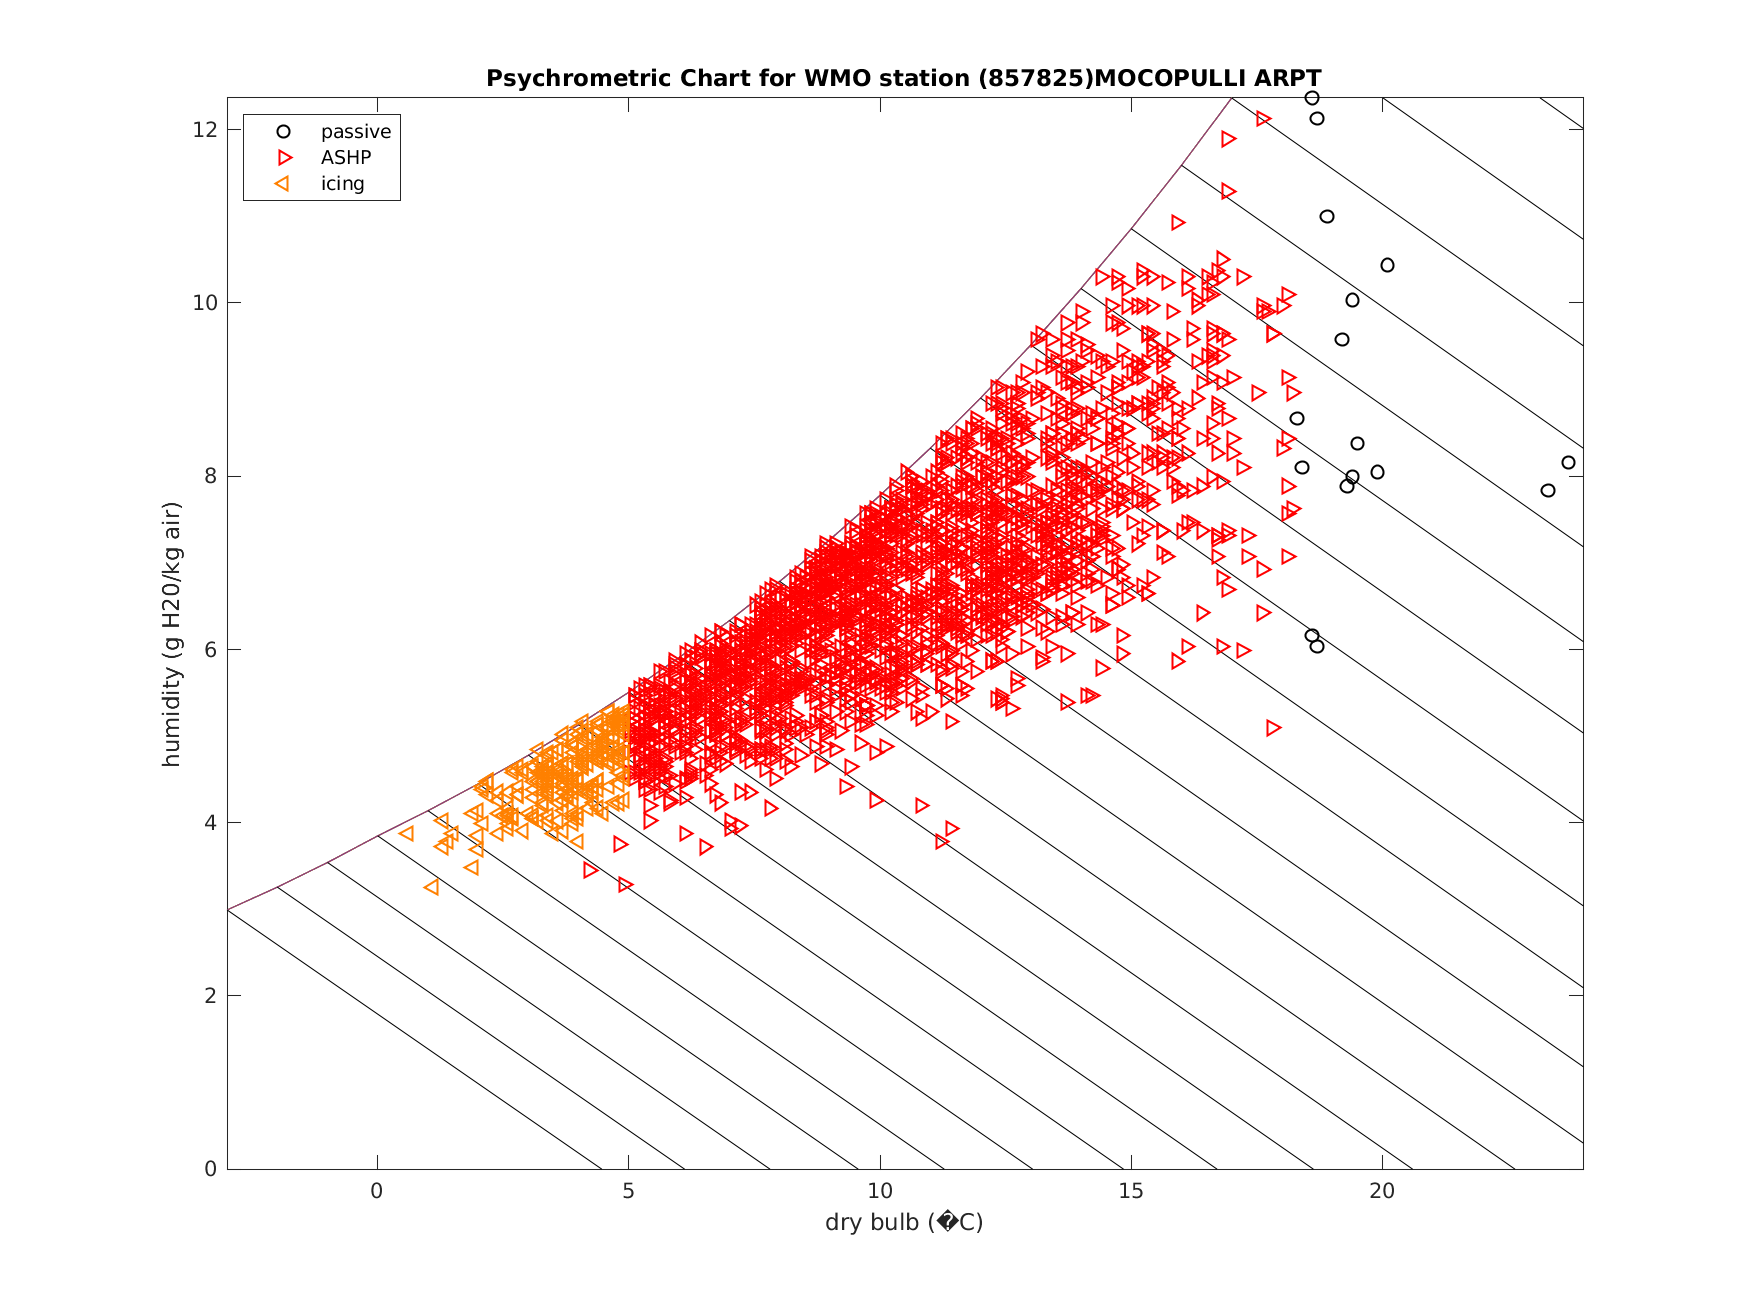 Psychrometric Chart for WMO station (857825)MOCOPULLI ARPT
passive
ASHP
icing
12
10
8
6
4
2
0
humidity (g H20/kg air)
0 5 10 15 20
dry bulb (�C)